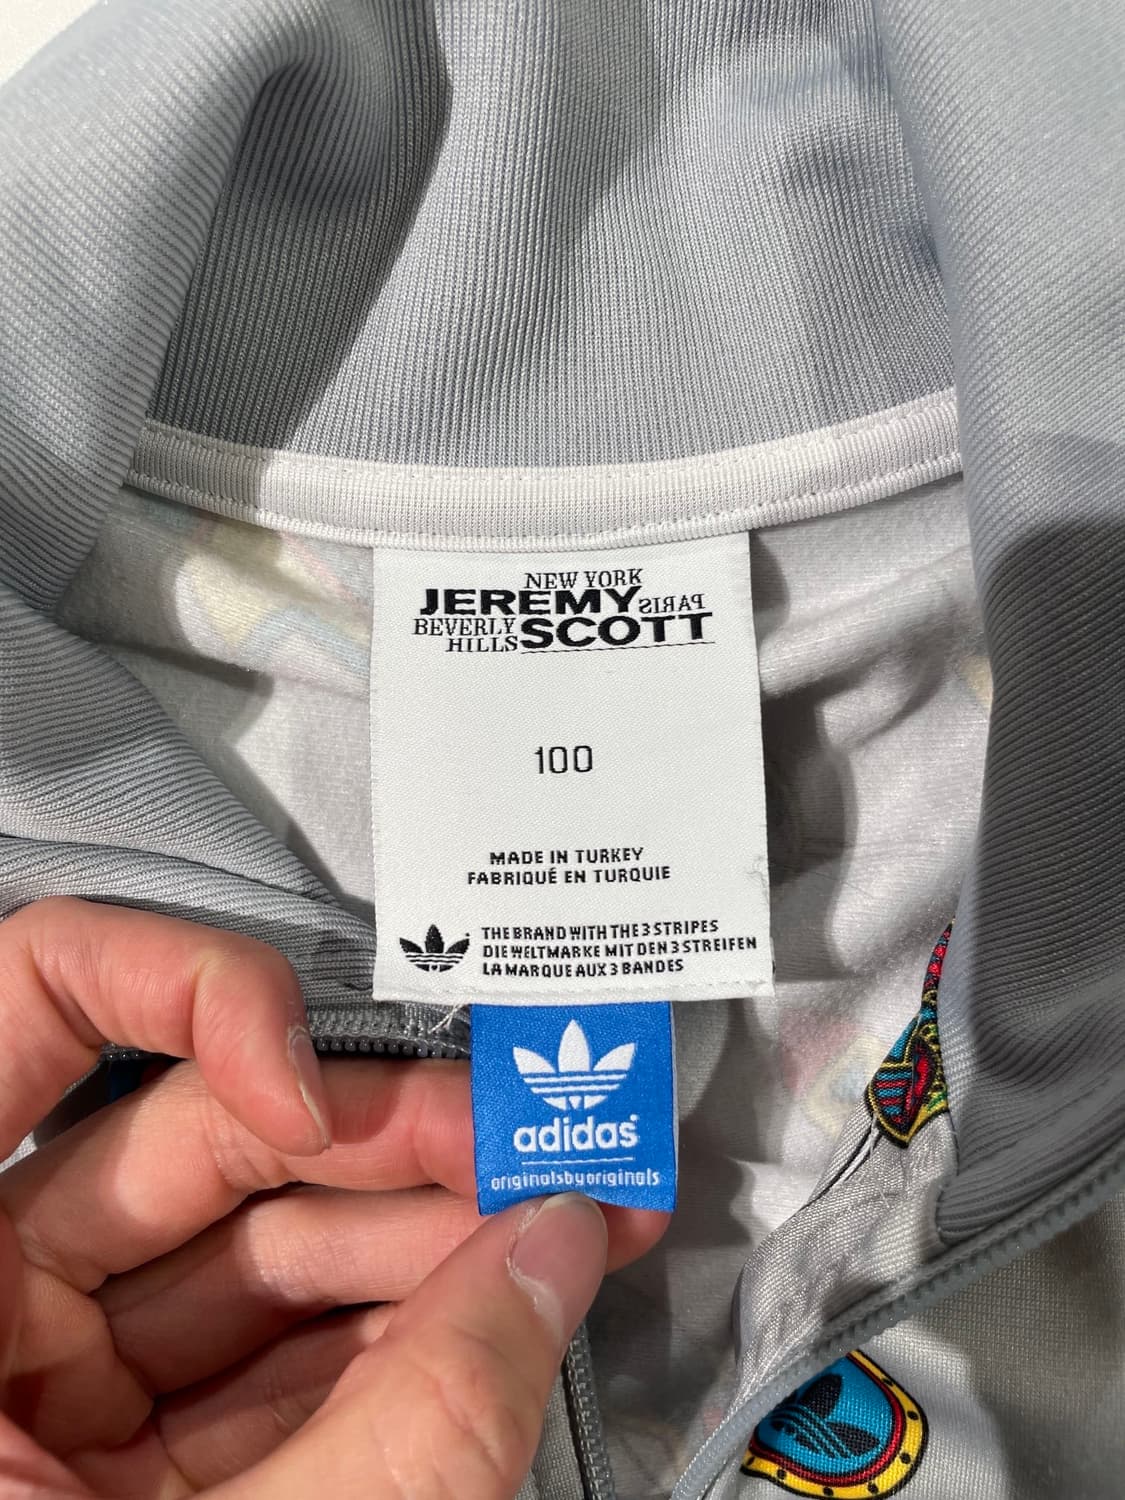 NEW YORK
JEREMY PARIS
BEVERLY HILLS SCOTT
100
MADE IN TURKEY
FABRIQUÉ EN TURQUIE
THE BRAND WITH THE 3 STRIPES
DIE WELTMARKE MIT DEN 3 STREIFEN
LA MARQUE AUX 3 BANDES
adidas
originalsbyoriginals